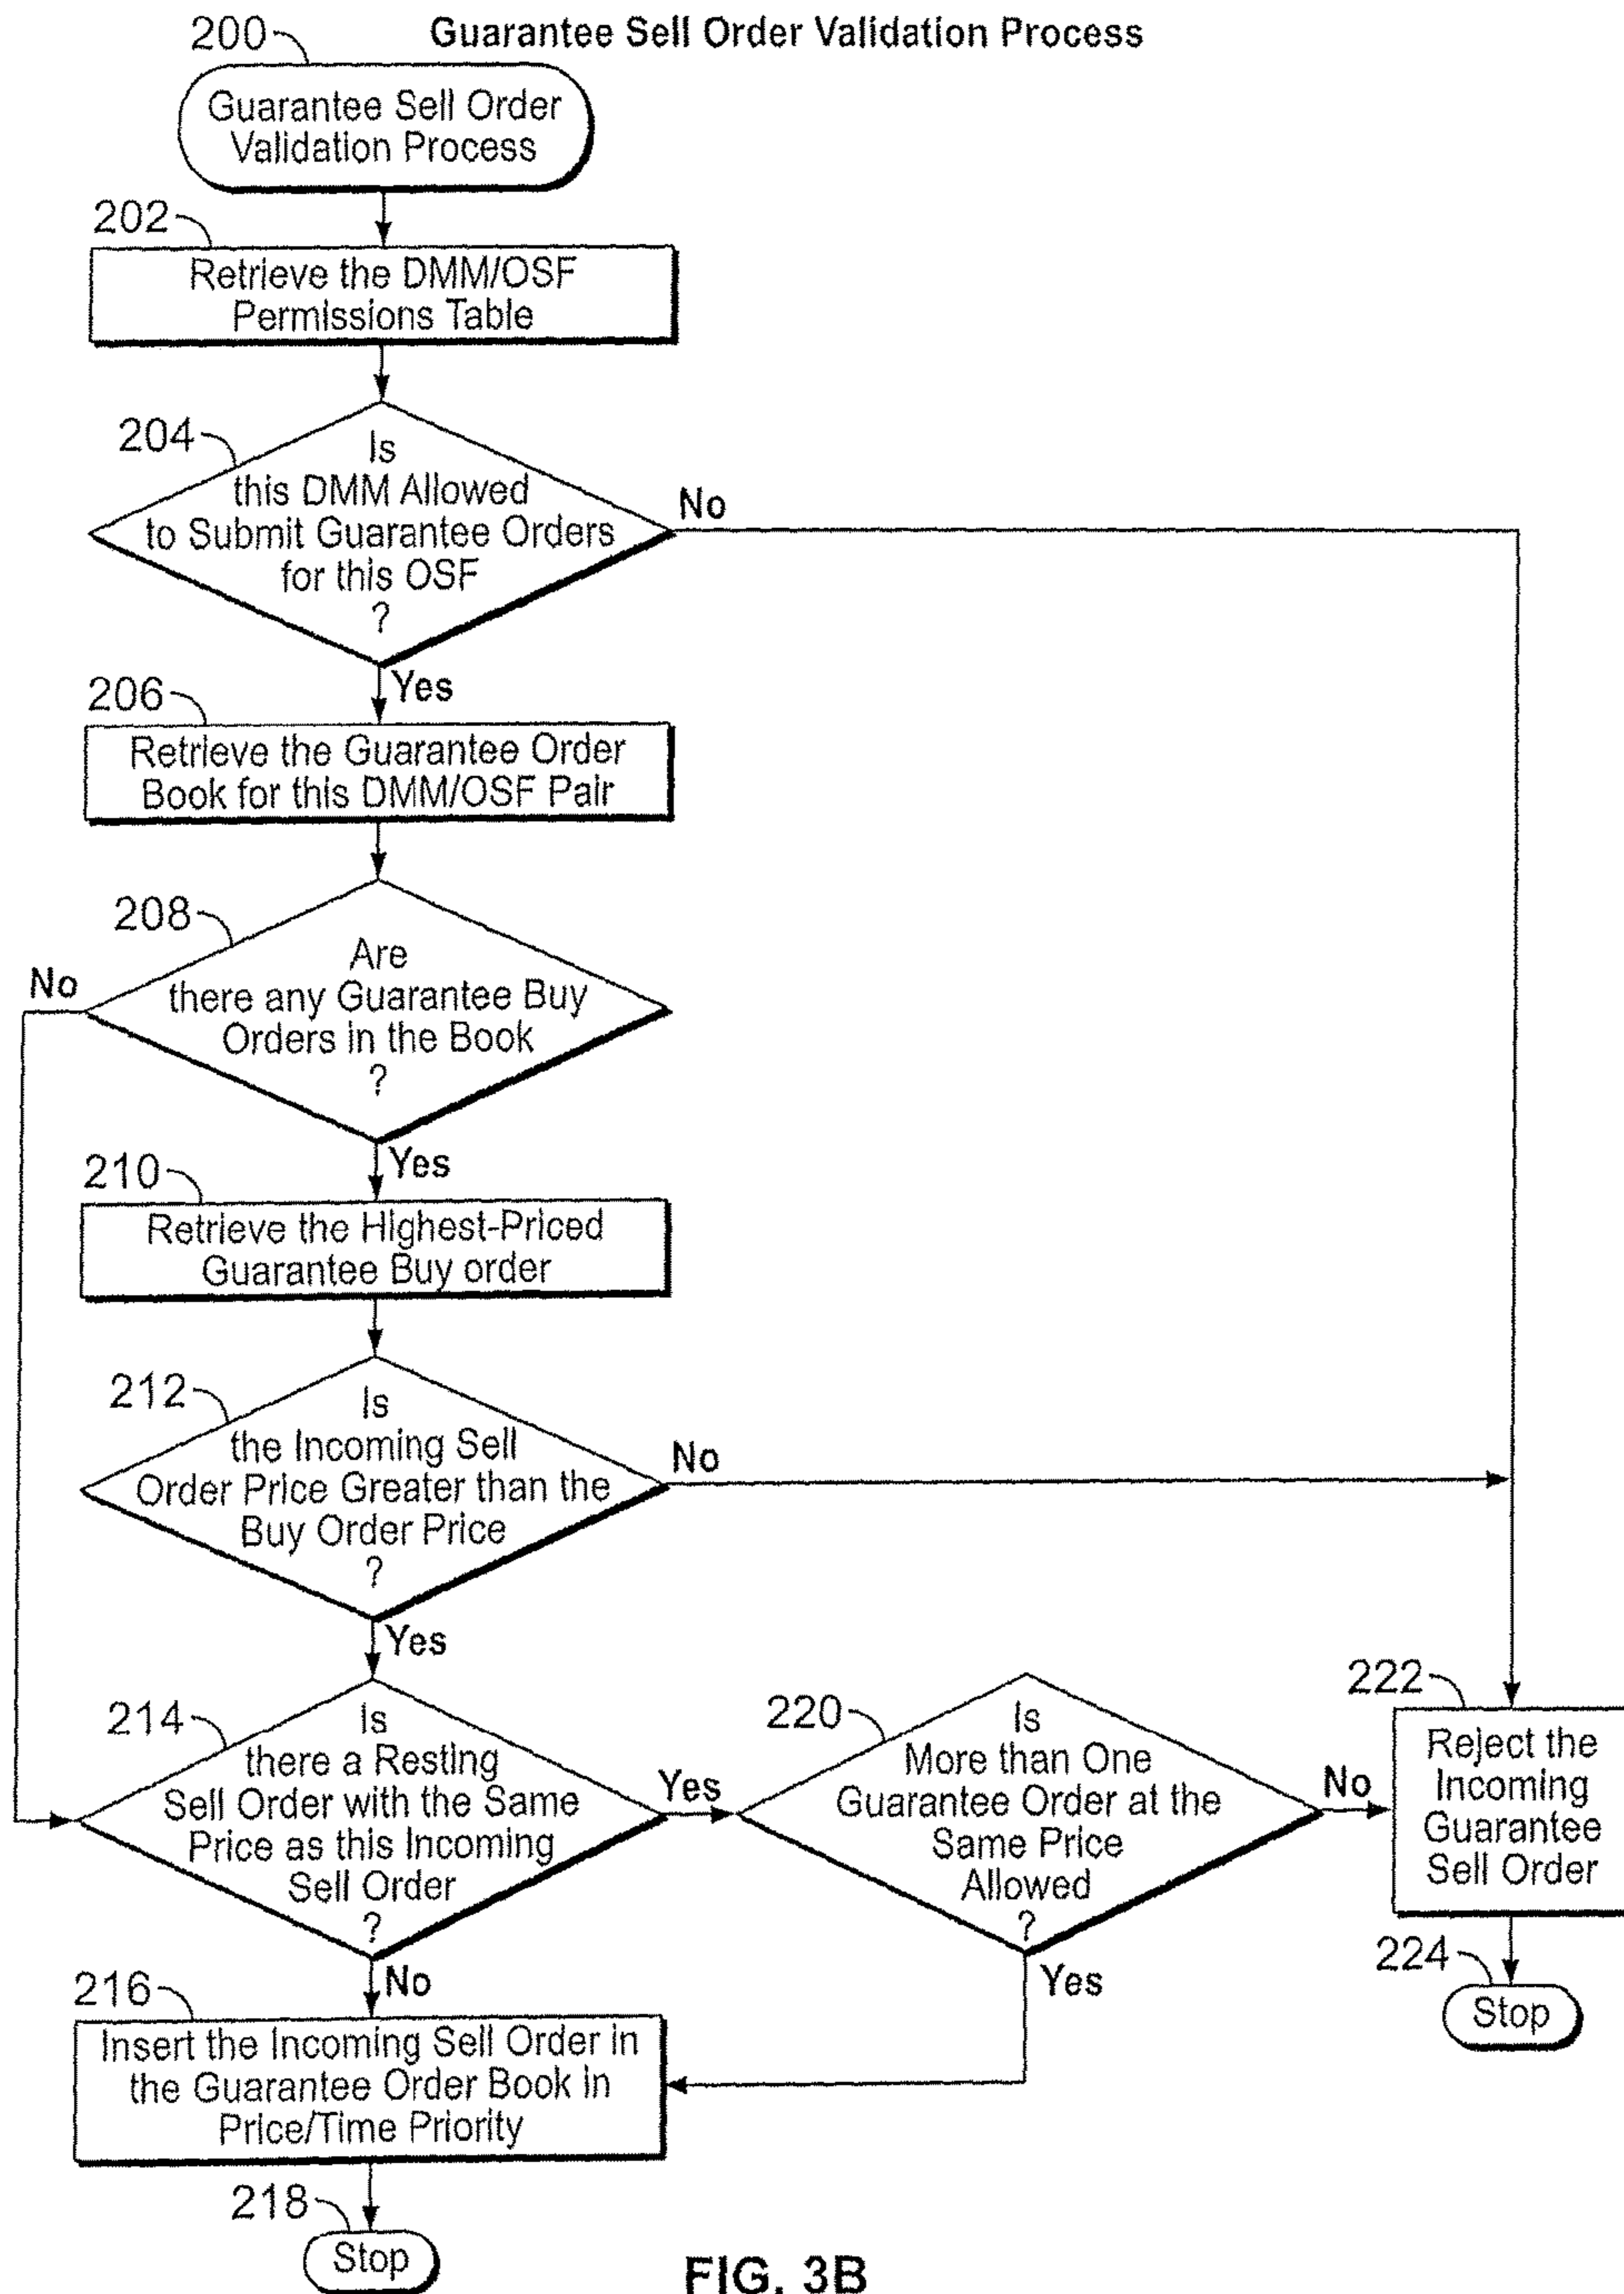 200
Guarantee Sell Order Validation Process
Guarantee Sell Order
Validation Process
202
Retrieve the DMM/OSF
Permissions Table
204
Is
this DMM Allowed
to Submit Guarantee Orders
for this OSF
?
No
Yes
206
Retrieve the Guarantee Order
Book for this DMM/OSF Pair
208
Are
there any Guarantee Buy
Orders in the Book
?
No
Yes
210
Retrieve the Highest-Priced
Guarantee Buy order
212
Is
the Incoming Sell
Order Price Greater than the
Buy Order Price
?
No
Yes
214
Is
there a Resting
Sell Order with the Same
Price as this Incoming
Sell Order
?
Yes
220
Is
More than One
Guarantee Order at the
Same Price
Allowed
?
No
222
Reject the
Incoming
Guarantee
Sell Order
224
Stop
No
Yes
216
Insert the Incoming Sell Order in
the Guarantee Order Book in
Price/Time Priority
218
Stop
FIG. 3B